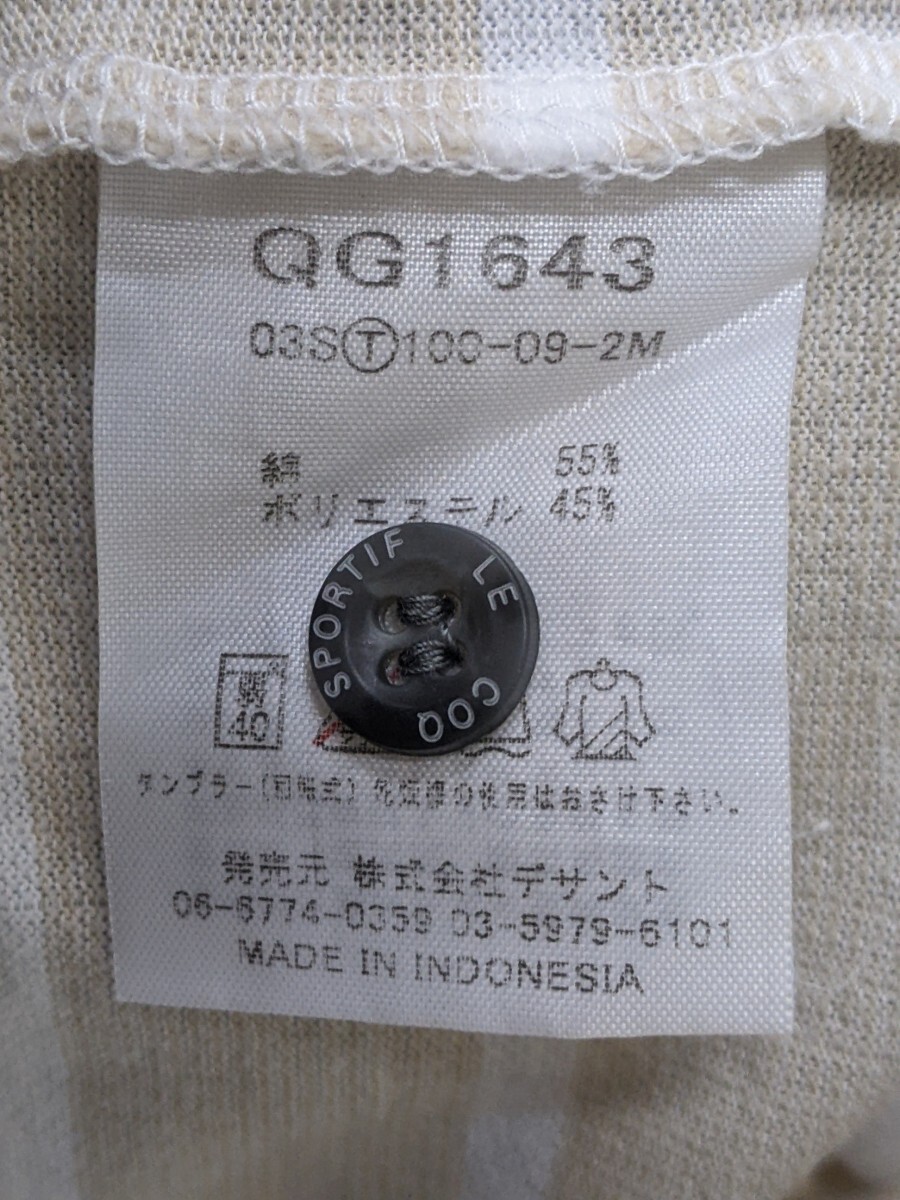 QG1643
03SⓉ100-09-2M
綿 55%
ポリエステル 45%
LE COQ SPORTIF
弱 40
タンブラー(回転式)乾燥機の使用はおさけ下さい。
発売元 株式会社デサント
06-6774-0359 03-5979-6101
MADE IN INDONESIA